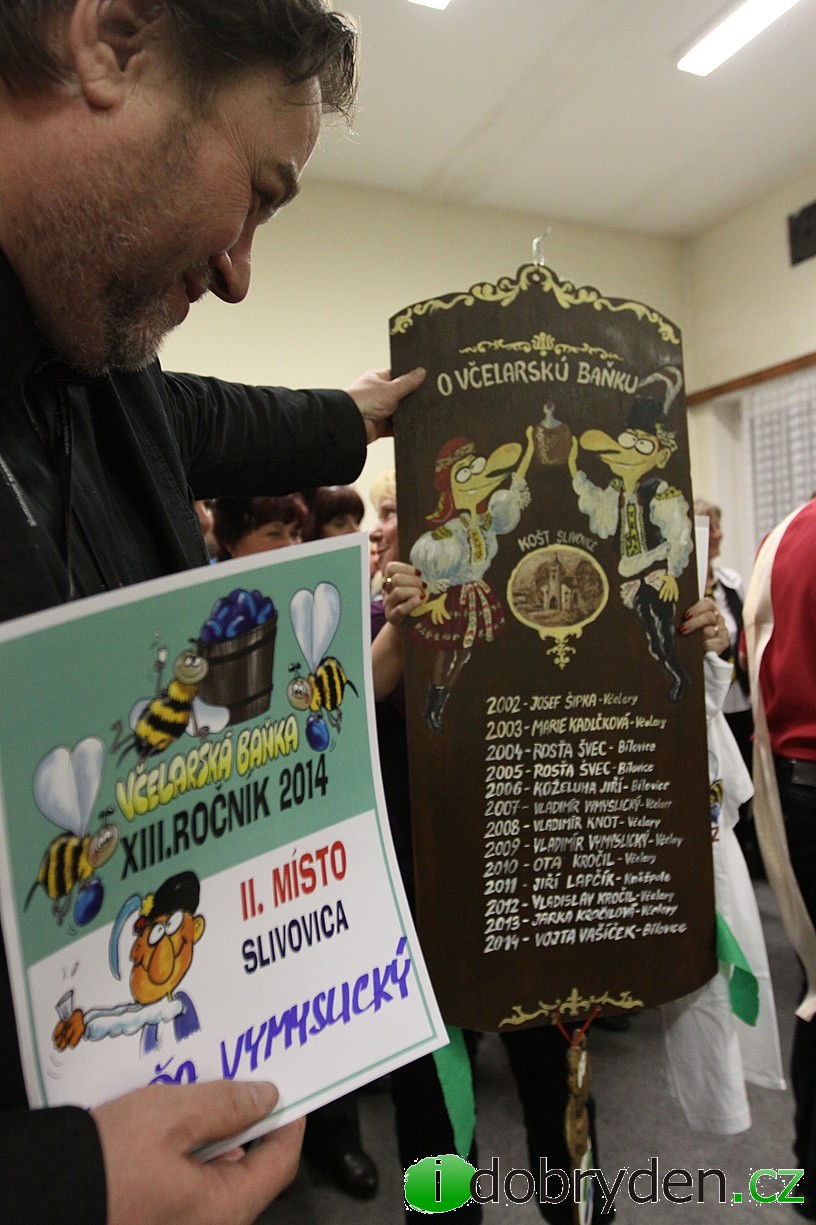 O VČELARSKÚ BAŇKU
KOŠT SLIVOVICE
2002 - JOSEF ŠIPKA - Včelary
2003 - MARIE KADLČKOVÁ - Včelary
2004 - ROSŤA ŠVEC - Bílovice
2005 - ROSŤA ŠVEC - Bílovice
2006 - KOŽELUHA JIŘÍ - Bílovice
2007 - VLADIMÍR VYMYSLICKÝ - Včelary
2008 - VLADIMÍR KNOT - Včelary
2009 - VLADIMÍR VYMYSLICKÝ - Včelary
2010 - OTA KROČIL - Včelary
2011 - JIŘÍ LAPČÍK - Kněžpole
2012 - VLADISLAV KROČIL - Včelary
2013 - JARKA KROČILOVÁ - Včelary
2014 - VOJTA VAŠÍČEK - Bílovice
VČELARSKÁ BAŇKA
XIII. ROČNÍK 2014
II. MÍSTO
SLIVOVICA
VYMYSLICKÝ
idobryden.cz